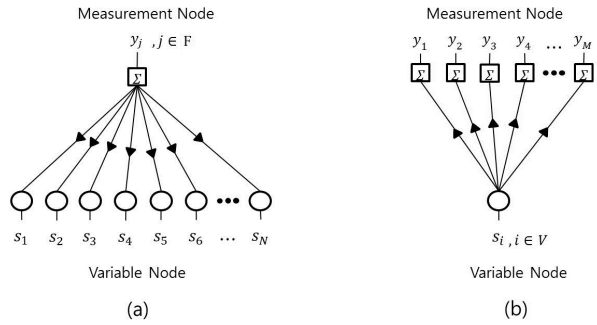 Measurement Node
y_j , j ∈ F
Σ
s_1 s_2 s_3 s_4 s_5 s_6 ... s_N
Variable Node
(a)
Measurement Node
y_1 y_2 y_3 y_4 ... y_M
Σ Σ Σ Σ Σ
s_i , i ∈ V
Variable Node
(b)